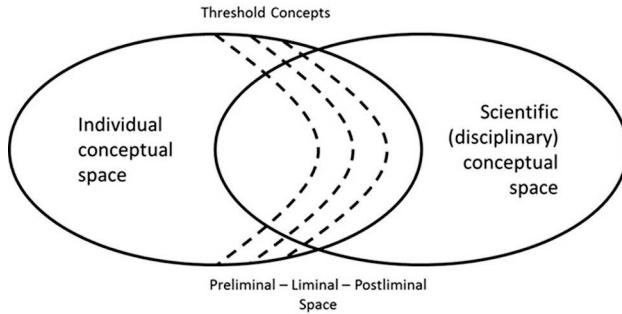 Threshold Concepts
Individual
conceptual
space
Scientific
(disciplinary)
conceptual
space
Preliminal – Liminal – Postliminal
Space